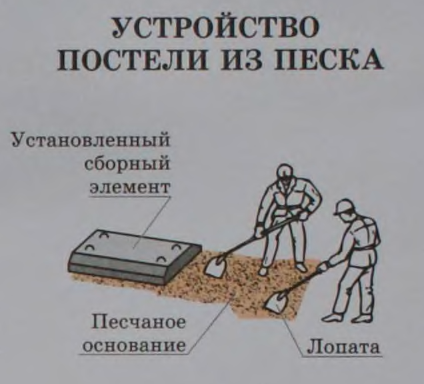 УСТРОЙСТВО
ПОСТЕЛИ ИЗ ПЕСКА
Установленный
сборный
элемент
Песчаное
основание
Лопата